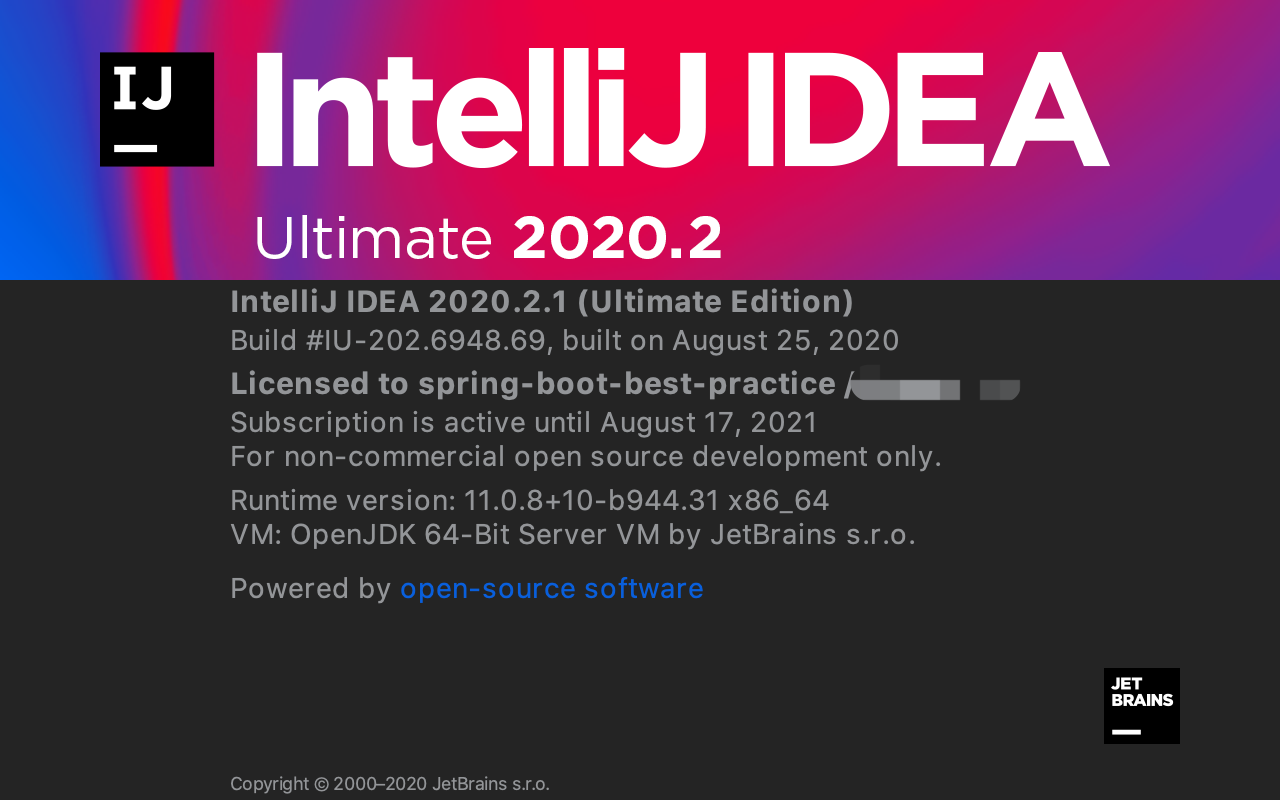 IJ
IntelliJ IDEA
Ultimate 2020.2
IntelliJ IDEA 2020.2.1 (Ultimate Edition)
Build #IU-202.6948.69, built on August 25, 2020
Licensed to spring-boot-best-practice /
Subscription is active until August 17, 2021
For non-commercial open source development only.
Runtime version: 11.0.8+10-b944.31 x86_64
VM: OpenJDK 64-Bit Server VM by JetBrains s.r.o.
Powered by open-source software
JET
BRAINS
Copyright © 2000–2020 JetBrains s.r.o.